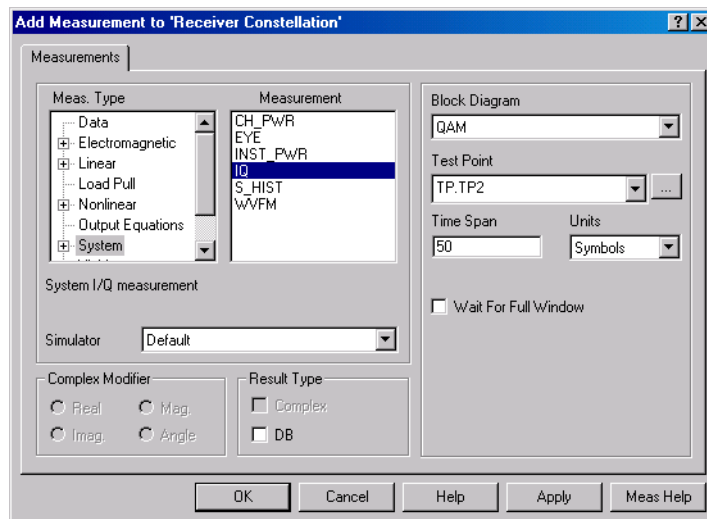 Add Measurement to 'Receiver Constellation'
Measurements
Meas. Type
Data
Electromagnetic
Linear
Load Pull
Nonlinear
Output Equations
System
Measurement
CH_PWR
EYE
INST_PWR
IQ
S_HIST
WVFM
System I/Q measurement
Simulator
Default
Complex Modifier
Real
Mag.
Imag.
Angle
Result Type
Complex
DB
Block Diagram
QAM
Test Point
TP.TP2
...
Time Span
Units
50
Symbols
Wait For Full Window
OK
Cancel
Help
Apply
Meas Help